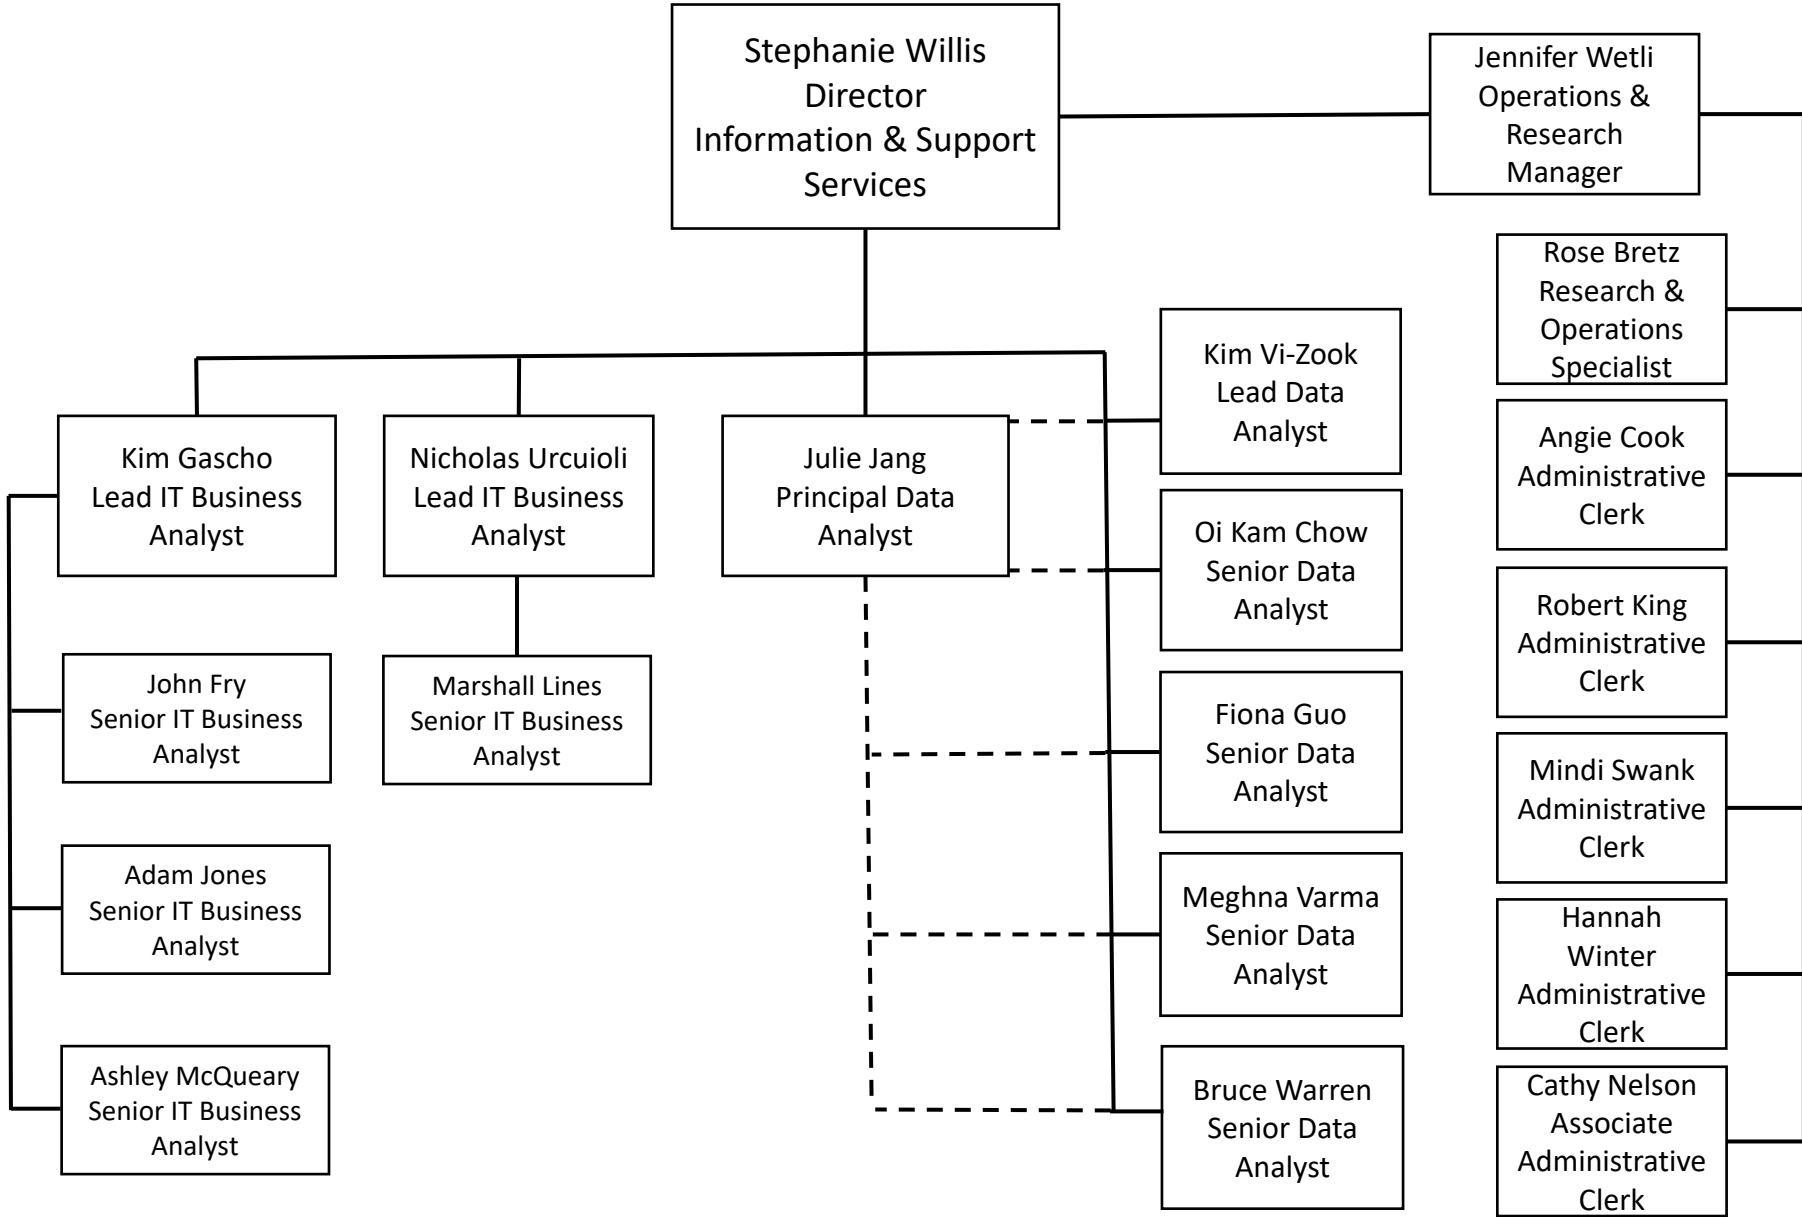 Stephanie Willis
Director
Information & Support
Services
Jennifer Wetli
Operations &
Research
Manager
Rose Bretz
Research &
Operations
Specialist
Kim Vi-Zook
Lead Data
Analyst
Kim Gascho
Lead IT Business
Analyst
Nicholas Urcuioli
Lead IT Business
Analyst
Julie Jang
Principal Data
Analyst
Angie Cook
Administrative
Clerk
Oi Kam Chow
Senior Data
Analyst
Robert King
Administrative
Clerk
John Fry
Senior IT Business
Analyst
Marshall Lines
Senior IT Business
Analyst
Fiona Guo
Senior Data
Analyst
Mindi Swank
Administrative
Clerk
Adam Jones
Senior IT Business
Analyst
Meghna Varma
Senior Data
Analyst
Hannah
Winter
Administrative
Clerk
Ashley McQueary
Senior IT Business
Analyst
Bruce Warren
Senior Data
Analyst
Cathy Nelson
Associate
Administrative
Clerk